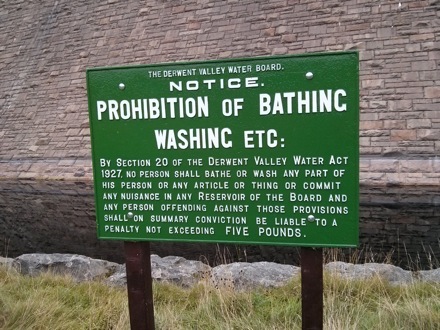 THE DERWENT VALLEY WATER BOARD.
NOTICE.
PROHIBITION OF BATHING
WASHING ETC:
BY SECTION 20 OF THE DERWENT VALLEY WATER ACT
1927, NO PERSON SHALL BATHE OR WASH ANY PART OF
HIS PERSON OR ANY ARTICLE OR THING OR COMMIT
ANY NUISANCE IN ANY RESERVOIR OF THE BOARD AND
ANY PERSON OFFENDING AGAINST THOSE PROVISIONS
SHALL ON SUMMARY CONVICTION BE LIABLE TO A
PENALTY NOT EXCEEDING FIVE POUNDS.